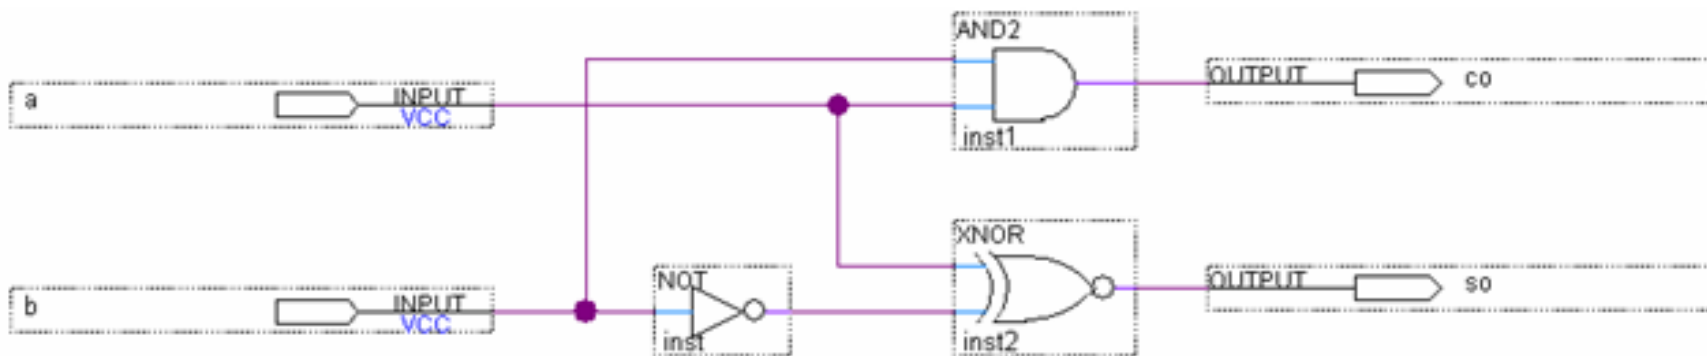 AND2
OUTPUT
co
a
INPUT
VCC
inst1
XNOR
NOT
OUTPUT
so
b
INPUT
VCC
inst
inst2